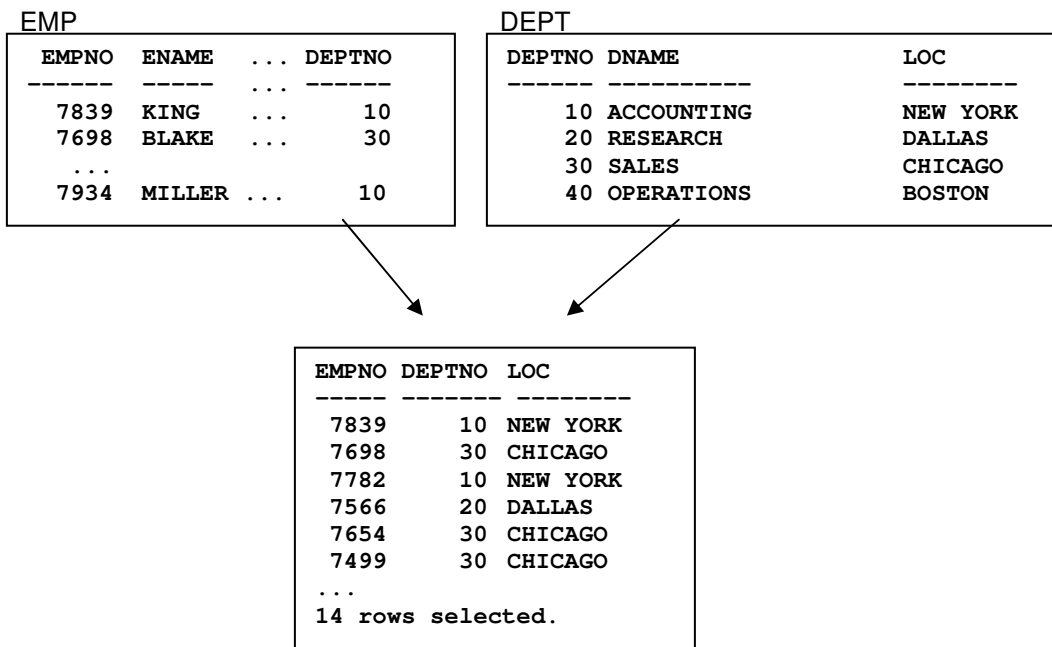 EMP
EMPNO ENAME ... DEPTNO
------ ----- ... ------
7839 KING ... 10
7698 BLAKE ... 30
...
7934 MILLER ... 10
DEPT
DEPTNO DNAME LOC
------ ---------- ---------
10 ACCOUNTING NEW YORK
20 RESEARCH DALLAS
30 SALES CHICAGO
40 OPERATIONS BOSTON
EMPNO DEPTNO LOC
----- ------- --------
7839 10 NEW YORK
7698 30 CHICAGO
7782 10 NEW YORK
7566 20 DALLAS
7654 30 CHICAGO
7499 30 CHICAGO
...
14 rows selected.